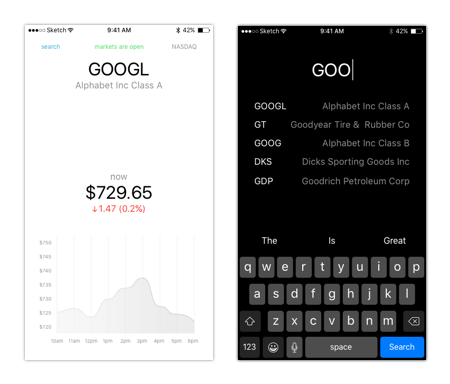 Sketch 9:41 AM 42%
search markets are open NASDAQ
GOOGL
Alphabet Inc Class A
now
$729.65
↓1.47 (0.2%)
$750
$745
$740
$735
$730
$725
$120
10am 11am 12pm 1pm 2pm 3pm 4pm 5pm 6pm
Sketch 9:41 AM 42%
GOO
GOOGL Alphabet Inc Class A
GT Goodyear Tire & Rubber Co
GOOG Alphabet Inc Class B
DKS Dicks Sporting Goods Inc
GDP Goodrich Petroleum Corp
The Is Great
q w e r t y u i o p
a s d f g h j k l
z x c v b n m
123 space Search